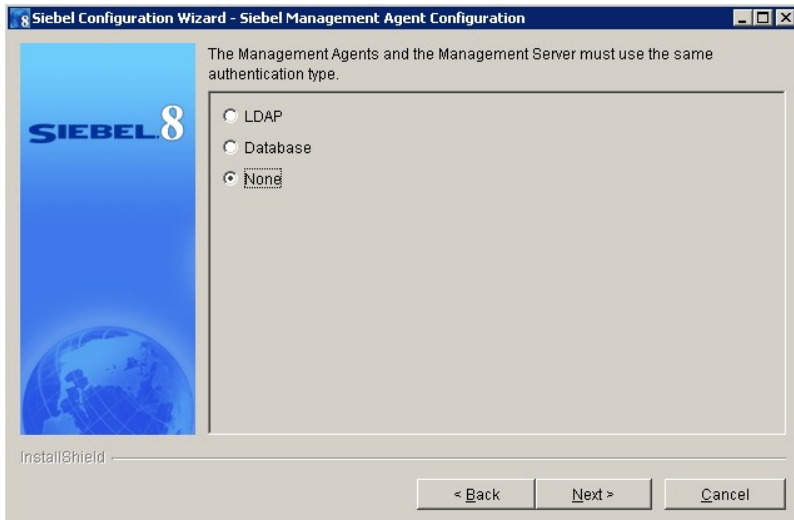 Siebel Configuration Wizard - Siebel Management Agent Configuration
The Management Agents and the Management Server must use the same
authentication type.
SIEBEL.8
LDAP
Database
None
InstallShield
< Back
Next >
Cancel